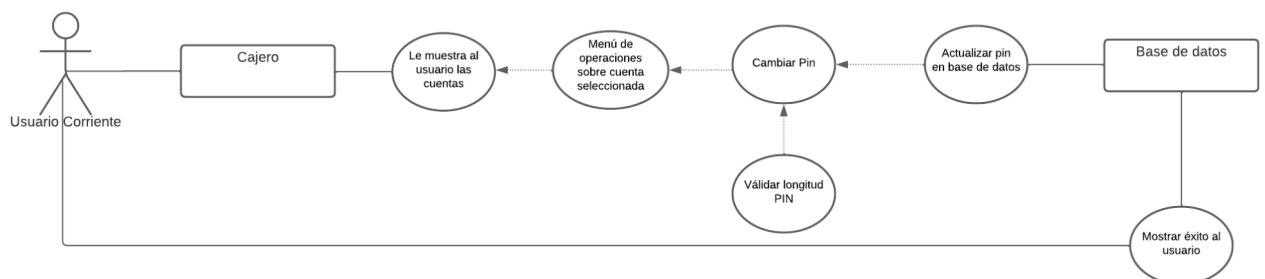 Usuario Corriente
Cajero
Le muestra al
usuario las
cuentas
Menú de
operaciones
sobre cuenta
seleccionada
Cambiar Pin
Actualizar pin
en base de datos
Base de datos
Válidar longitud
PIN
Mostrar éxito al
usuario